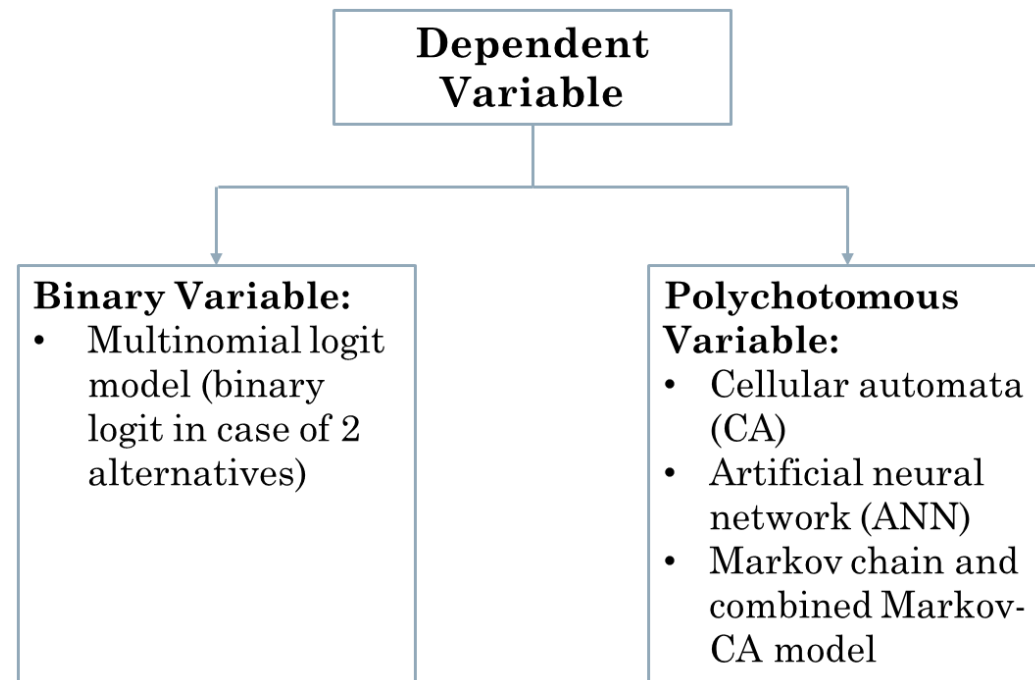 Dependent
Variable
Binary Variable:
• Multinomial logit
model (binary
logit in case of 2
alternatives)
Polychotomous
Variable:
• Cellular automata
(CA)
• Artificial neural
network (ANN)
• Markov chain and
combined Markov-
CA model